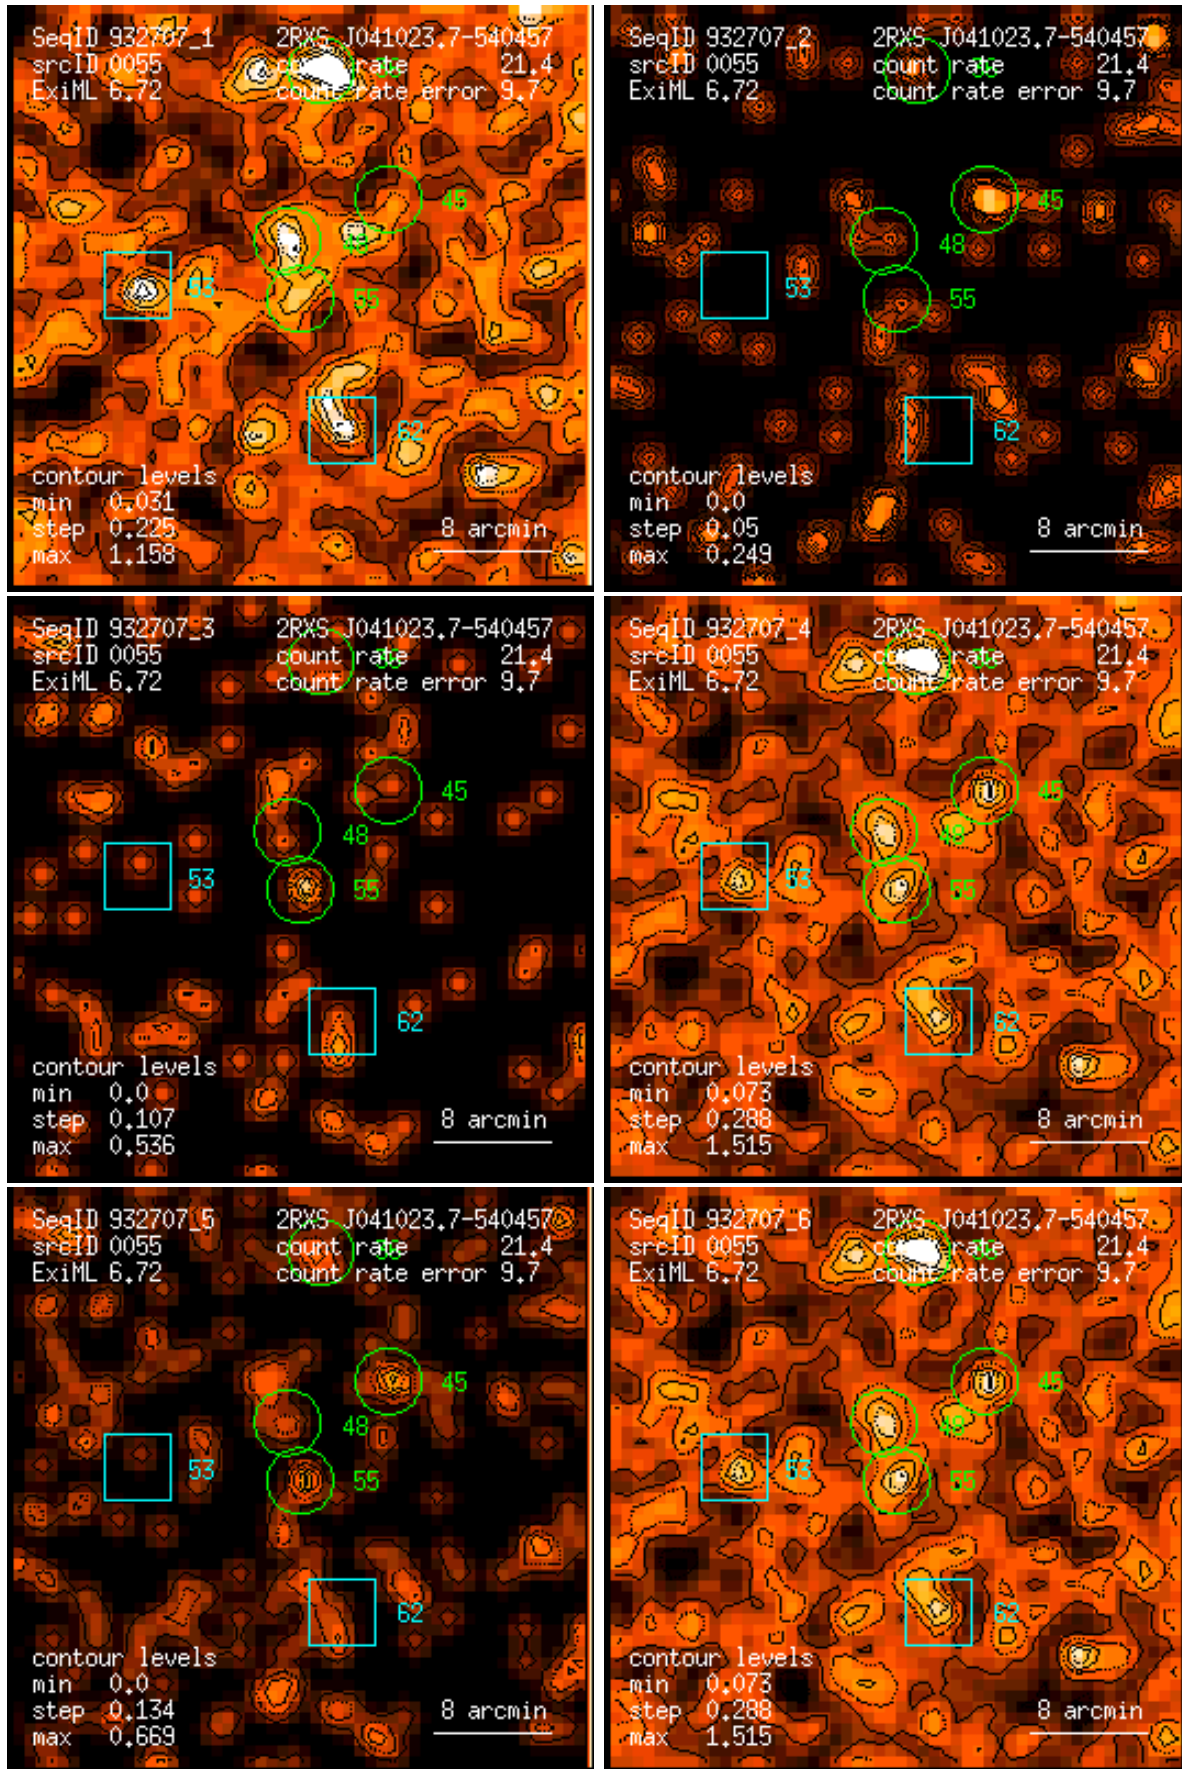 SeqID 932707_1 2RXS J041023.7-540457
srcID 0055 count rate 21.4
ExiML 6.72 count rate error 9.7
45
48
53
55
62
contour levels
min 0.031
step 0.225
max 1.158
8 arcmin
SeqID 932707_2 2RXS J041023.7-540457
srcID 0055 count rate 21.4
ExiML 6.72 count rate error 9.7
45
48
53
55
62
contour levels
min 0.0
step 0.05
max 0.249
8 arcmin
SeqID 932707_3 2RXS J041023.7-540457
srcID 0055 count rate 21.4
ExiML 6.72 count rate error 9.7
45
48
53
55
62
contour levels
min 0.0
step 0.107
max 0.536
8 arcmin
SeqID 932707_4 2RXS J041023.7-540457
srcID 0055 count rate 21.4
ExiML 6.72 count rate error 9.7
45
48
53
55
62
contour levels
min 0.073
step 0.288
max 1.515
8 arcmin
SeqID 932707_5 2RXS J041023.7-540457
srcID 0055 count rate 21.4
ExiML 6.72 count rate error 9.7
45
48
53
55
62
contour levels
min 0.0
step 0.134
max 0.669
8 arcmin
SeqID 932707_6 2RXS J041023.7-540457
srcID 0055 count rate 21.4
ExiML 6.72 count rate error 9.7
45
48
53
55
62
contour levels
min 0.073
step 0.288
max 1.515
8 arcmin